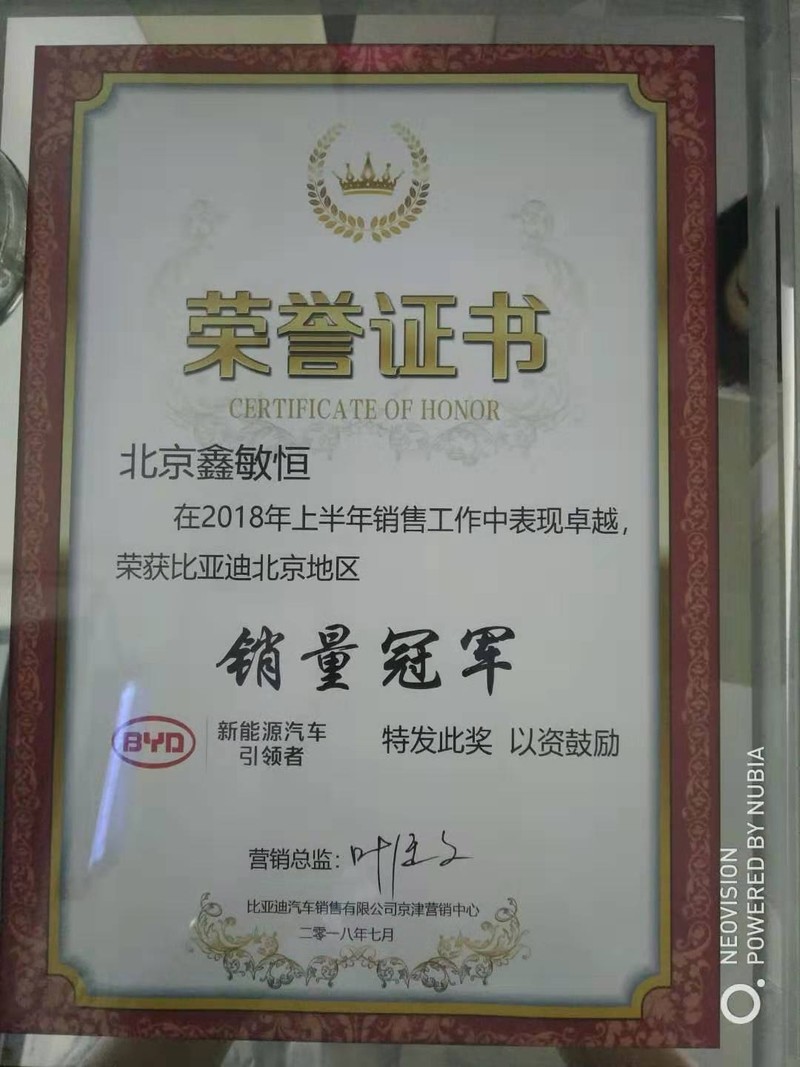 荣誉证书
CERTIFICATE OF HONOR
北京鑫敏恒
在2018年上半年销售工作中表现卓越，
荣获比亚迪北京地区
销量冠军
BYD
新能源汽车
引领者
特发此奖 以资鼓励
营销总监：
比亚迪汽车销售有限公司京津营销中心
二零一八年七月
NEOVISION
POWERED BY NUBIA